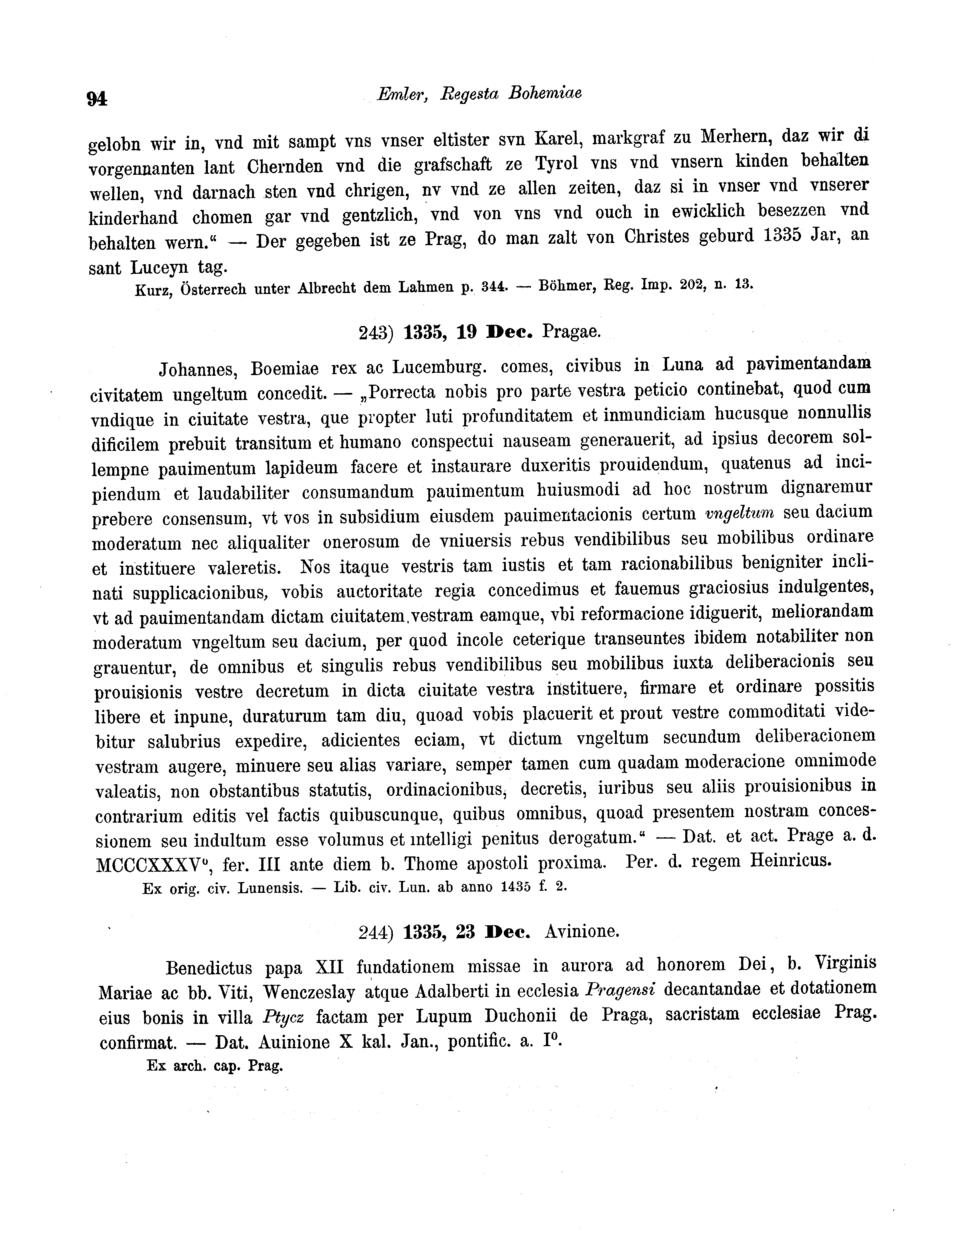 94
Emler, Regesta Bohemiae
gelobn wir in, vnd mit sampt vns vnser eltister svn Karel, markgraf zu Merhern, daz wir di
vorgennanten lant Chernden vnd die grafschaft ze Tyrol vns vnd vnsern kinden behalten
wellen, vnd darnach sten vnd chrigen, nv vnd ze allen zeiten, daz si in vnser vnd vnserer
kinderhand chomen gar vnd gentzlich, vnd von vns vnd ouch in ewicklich besezzen vnd
behalten wern.“ — Der gegeben ist ze Prag, do man zalt von Christes geburd 1335 Jar, an
sant Luceyn tag.
Kurz, Österrech unter Albrecht dem Lahmen p. 344. — Böhmer, Reg. Imp. 202, n. 13.
243) 1335, 19 Dec. Pragae.
Johannes, Boemiae rex ac Lucemburg. comes, civibus in Luna ad pavimentandam
civitatem ungeltum concedit. — „Porrecta nobis pro parte vestra peticio continebat, quod cum
vndique in ciuitate vestra, que propter luti profunditatem et inmundiciam hucusque nonnullis
dificilem prebuit transitum et humano conspectui nauseam generauerit, ad ipsius decorem sol-
lempne pauimentum lapideum facere et instaurare duxeritis prouidendum, quatenus ad inci-
piendum et laudabiliter consumandum pauimentum huiusmodi ad hoc nostrum dignaremur
prebere consensum, vt vos in subsidium eiusdem pauimentacionis certum vngeltum seu dacium
moderatum nec aliqualiter onerosum de vniuersis rebus vendibilibus seu mobilibus ordinare
et instituere valeretis. Nos itaque vestris tam iustis et tam racionabilibus benigniter incli-
nati supplicacionibus, vobis auctoritate regia concedimus et fauemus graciosius indulgentes,
vt ad pauimentandam dictam ciuitatem vestram eamque, vbi reformacione idiguerit, meliorandam
moderatum vngeltum seu dacium, per quod incole ceterique transeuntes ibidem notabiliter non
grauentur, de omnibus et singulis rebus vendibilibus seu mobilibus iuxta deliberacionis seu
prouisionis vestre decretum in dicta ciuitate vestra instituere, firmare et ordinare possitis
libere et inpune, duraturum tam diu, quoad vobis placuerit et prout vestre commoditati vide-
bitur salubrius expedire, adicientes eciam, vt dictum vngeltum secundum deliberacionem
vestram augere, minuere seu alias variare, semper tamen cum quadam moderacione omnimode
valeatis, non obstantibus statutis, ordinacionibus, decretis, iuribus seu aliis prouisionibus in
contrarium editis vel factis quibuscunque, quibus omnibus, quoad presentem nostram conces-
sionem seu indultum esse volumus et intelligi penitus derogatum.“ — Dat. et act. Prage a. d.
MCCCXXXVᵒ, fer. III ante diem b. Thome apostoli proxima. Per. d. regem Heinricus.
Ex orig. civ. Lunensis. — Lib. civ. Lun. ab anno 1435 f. 2.
244) 1335, 23 Dec. Avinione.
Benedictus papa XII fundationem missae in aurora ad honorem Dei, b. Virginis
Mariae ac bb. Viti, Wenczeslay atque Adalberti in ecclesia Pragensi decantandae et dotationem
eius bonis in villa Ptycz factam per Lupum Duchonii de Praga, sacristam ecclesiae Prag.
confirmat. — Dat. Auinione X kal. Jan., pontific. a. Iᵒ.
Ex arch. cap. Prag.